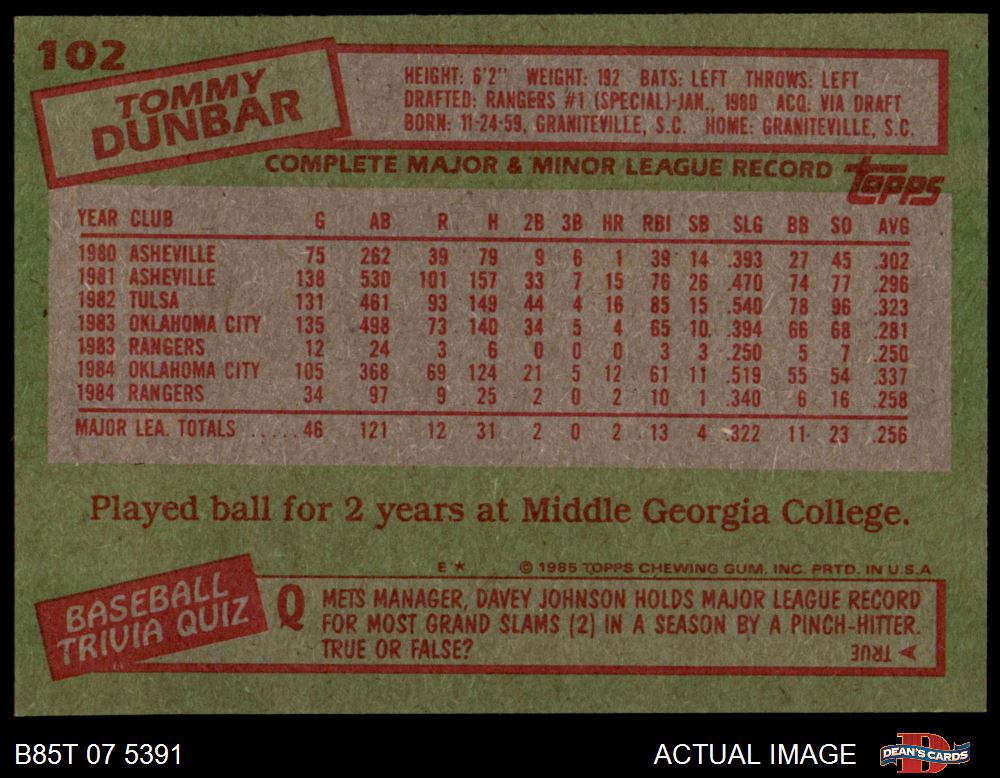 102
TOMMY
DUNBAR
HEIGHT: 6'2" WEIGHT: 192 BATS: LEFT THROWS: LEFT
DRAFTED: RANGERS #1 (SPECIAL)-JAN., 1980 ACQ: VIA DRAFT
BORN: 11-24-59, GRANITEVILLE, S.C. HOME: GRANITEVILLE, S.C.
COMPLETE MAJOR & MINOR LEAGUE RECORD topps
YEAR CLUB G AB R H 2B 3B HR RBI SB SLG BB SO AVG
1980 ASHEVILLE 75 262 39 79 9 6 1 39 14 .393 27 45 .302
1981 ASHEVILLE 138 530 101 157 33 7 15 76 26 .470 74 77 .296
1982 TULSA 131 461 93 149 44 4 16 85 15 .540 78 96 .323
1983 OKLAHOMA CITY 135 498 73 140 34 5 4 65 10 .394 66 68 .281
1983 RANGERS 12 24 3 6 0 0 0 3 3 .250 5 7 .250
1984 OKLAHOMA CITY 105 368 69 124 21 5 12 61 11 .519 55 54 .337
1984 RANGERS 34 97 9 25 2 0 2 10 1 .340 6 16 .258
MAJOR LEA. TOTALS .....46 121 12 31 2 0 2 13 4 .322 11 23 .256
Played ball for 2 years at Middle Georgia College.
E* © 1985 TOPPS CHEWING GUM, INC. PRTD. IN U.S.A
BASEBALL
TRIVIA QUIZ
Q METS MANAGER, DAVEY JOHNSON HOLDS MAJOR LEAGUE RECORD
FOR MOST GRAND SLAMS (2) IN A SEASON BY A PINCH-HITTER.
TRUE OR FALSE?
TRUE
B85T 07 5391
ACTUAL IMAGE
DEAN'S CARDS